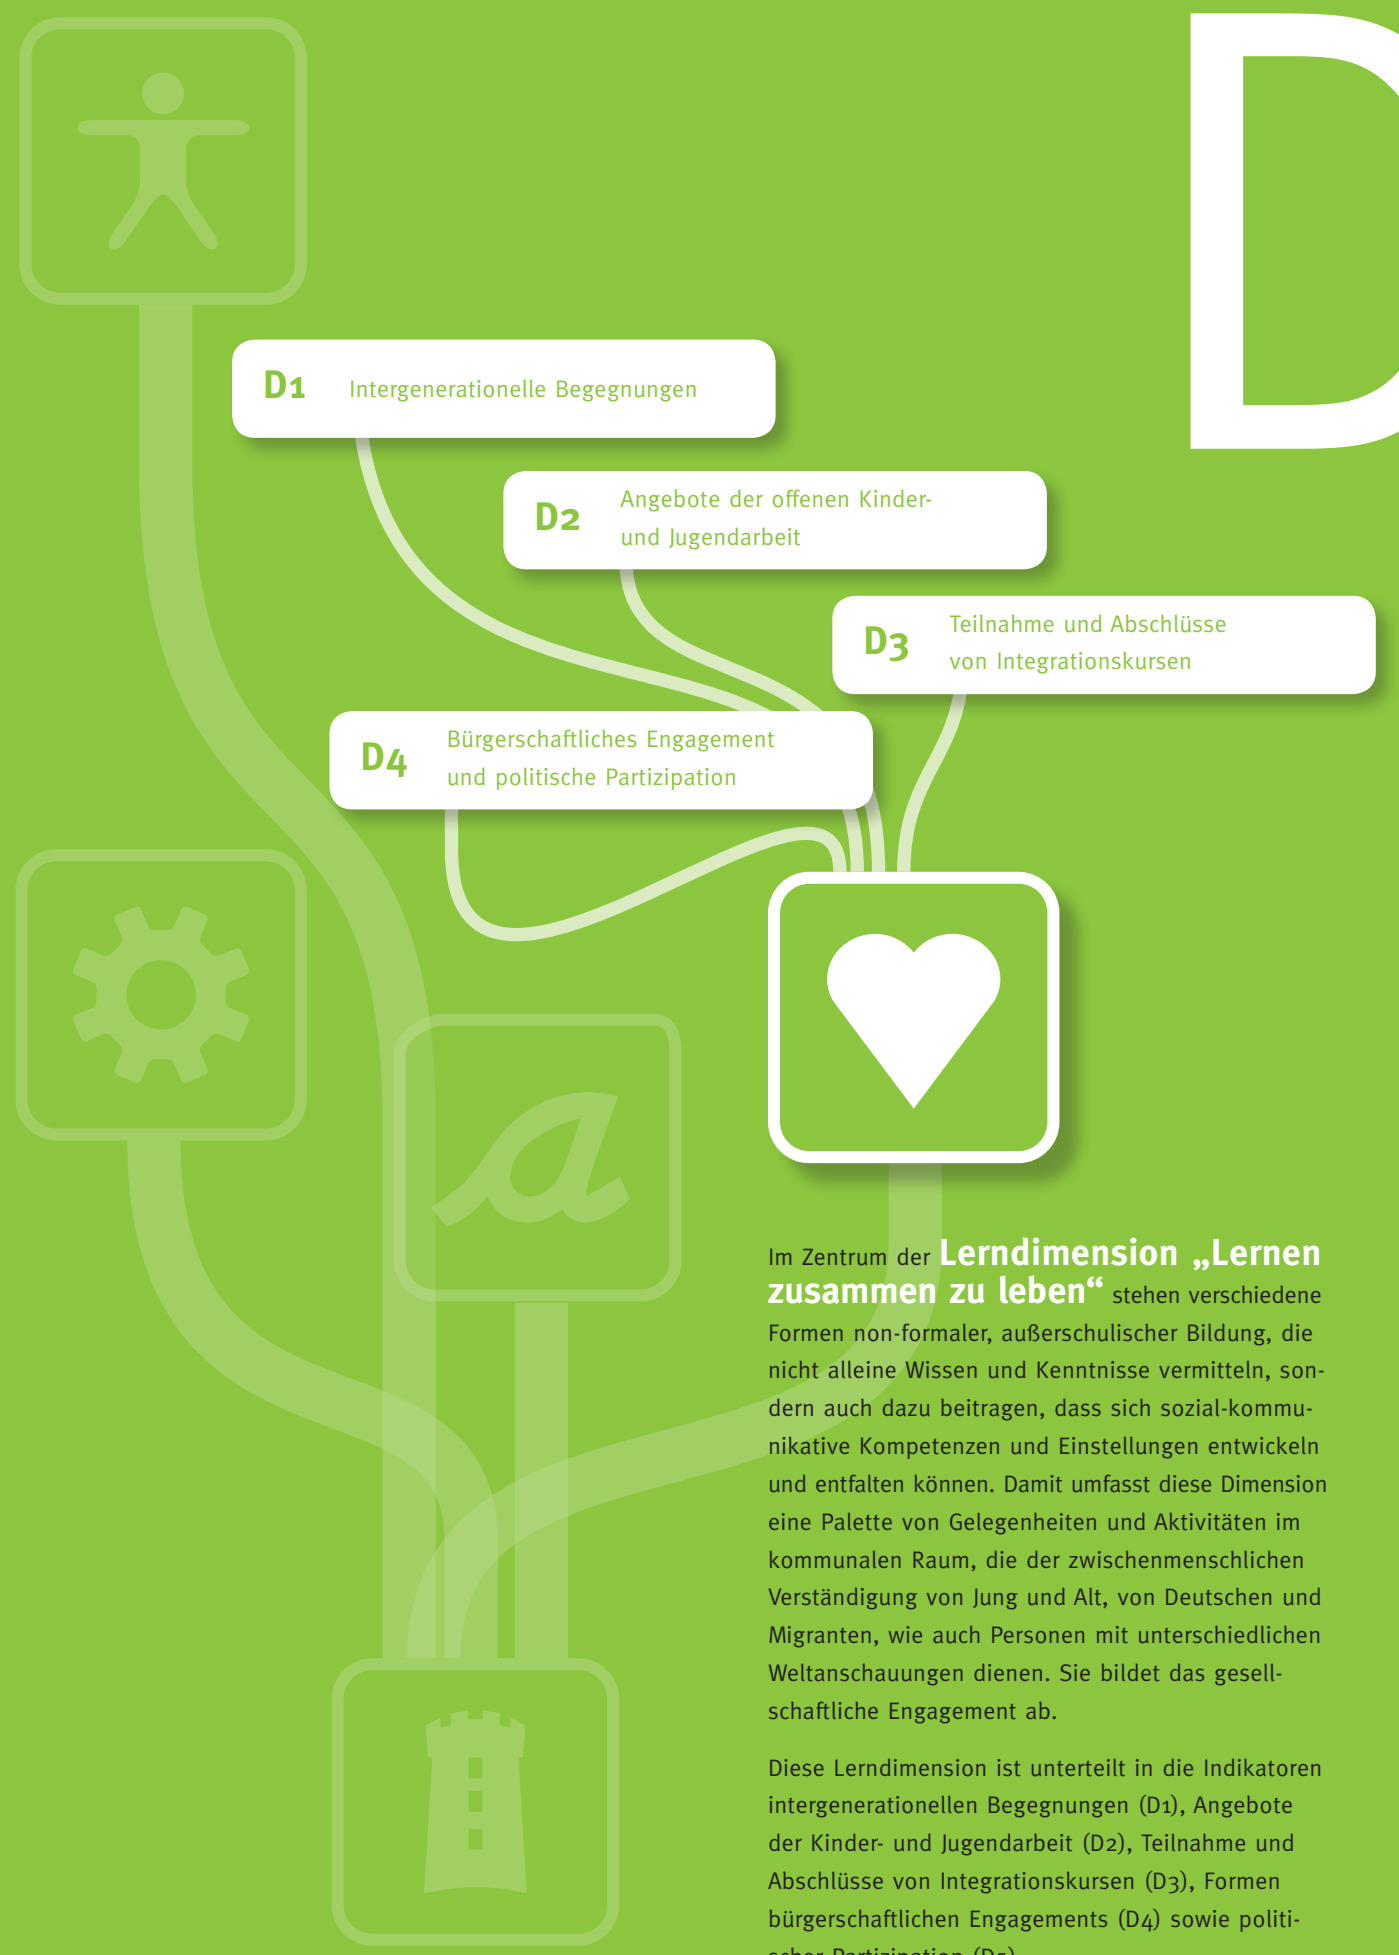 D
D1 Intergenerationelle Begegnungen
D2 Angebote der offenen Kinder-
und Jugendarbeit
D3 Teilnahme und Abschlüsse
von Integrationskursen
D4 Bürgerschaftliches Engagement
und politische Partizipation
a
Im Zentrum der Lerndimension „Lernen
zusammen zu leben“ stehen verschiedene
Formen non-formaler, außerschulischer Bildung, die
nicht alleine Wissen und Kenntnisse vermitteln, son-
dern auch dazu beitragen, dass sich sozial-kommu-
nikative Kompetenzen und Einstellungen entwickeln
und entfalten können. Damit umfasst diese Dimension
eine Palette von Gelegenheiten und Aktivitäten im
kommunalen Raum, die der zwischenmenschlichen
Verständigung von Jung und Alt, von Deutschen und
Migranten, wie auch Personen mit unterschiedlichen
Weltanschauungen dienen. Sie bildet das gesell-
schaftliche Engagement ab.
Diese Lerndimension ist unterteilt in die Indikatoren
intergenerationellen Begegnungen (D1), Angebote
der Kinder- und Jugendarbeit (D2), Teilnahme und
Abschlüsse von Integrationskursen (D3), Formen
bürgerschaftlichen Engagements (D4) sowie politi-
scher Partizipation (D5)